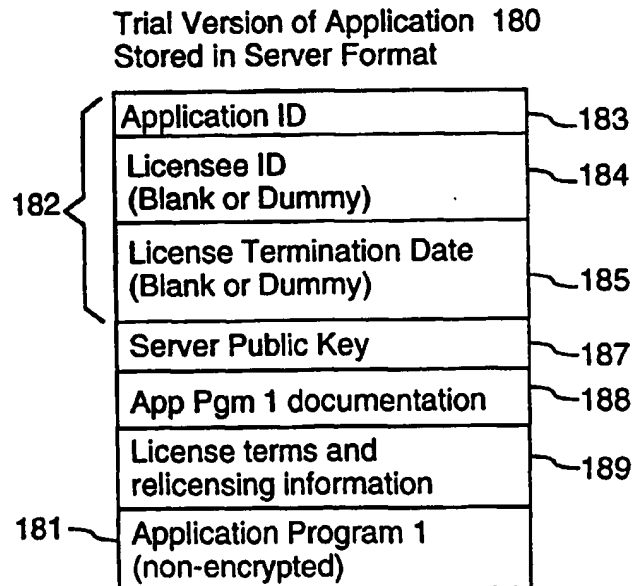 Trial Version of Application 180
Stored in Server Format
Application ID
183
Licensee ID
(Blank or Dummy)
184
182
License Termination Date
(Blank or Dummy)
185
Server Public Key
187
App Pgm 1 documentation
188
License terms and
relicensing information
189
181
Application Program 1
(non-encrypted)